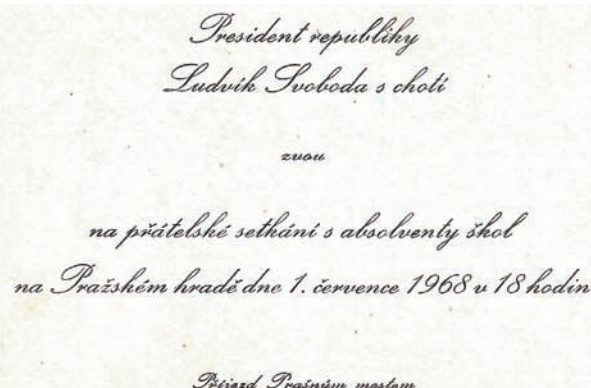 President republiky
Ludvík Svoboda s chotí
zvou
na přátelské setkání s absolventy škol
na Pražském hradě dne 1. července 1968 v 18 hodin
Příjezd Prašným mostem